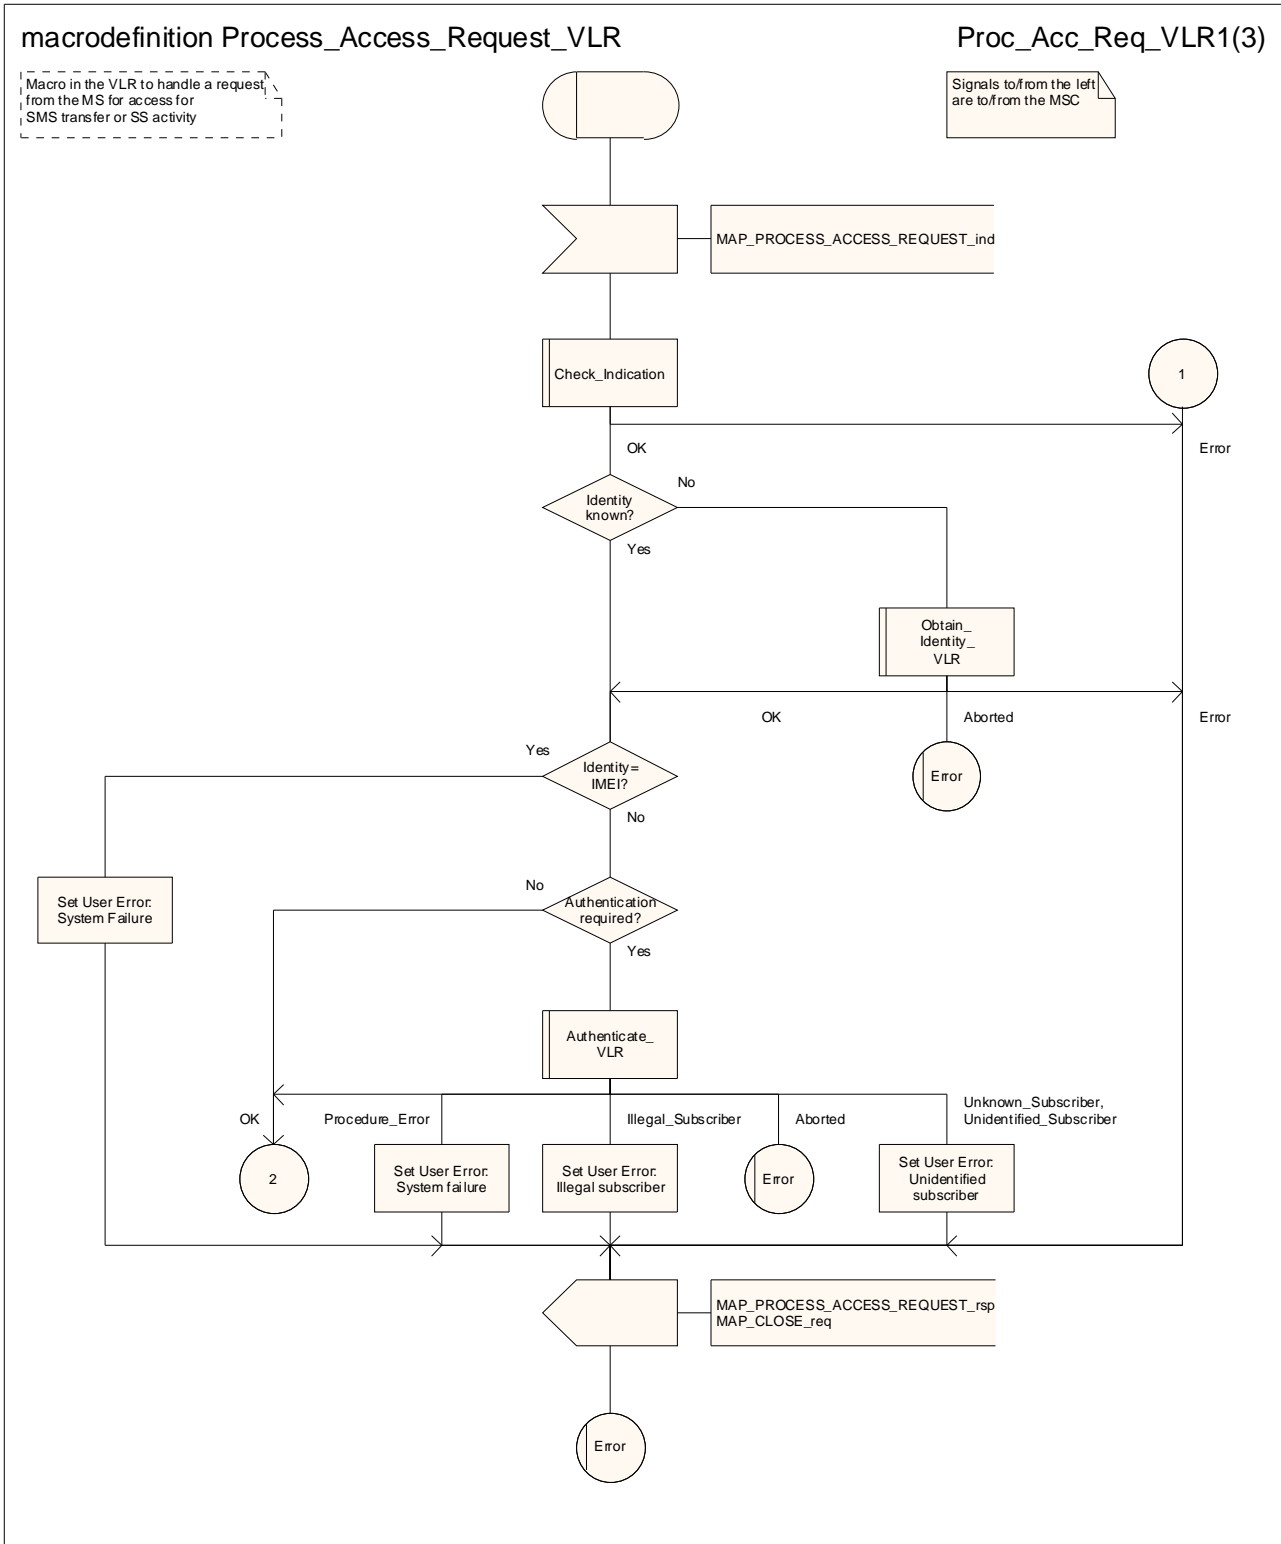 macrodefinition Process_Access_Request_VLR
Proc_Acc_Req_VLR1(3)
Macro in the VLR to handle a request
from the MS for access for
SMS transfer or SS activity
Signals to/from the left
are to/from the MSC
MAP_PROCESS_ACCESS_REQUEST_ind
Check_Indication
1
OK
Error
Identity
known?
No
Yes
Obtain_
Identity_
VLR
OK
Aborted
Error
Yes
Identity=
IMEI?
Error
No
Set User Error:
System Failure
No
Authentication
required?
Yes
Authenticate_
VLR
OK
Procedure_Error
Illegal_Subscriber
Aborted
Unknown_Subscriber,
Unidentified_Subscriber
2
Set User Error:
System failure
Set User Error:
Illegal subscriber
Error
Set User Error:
Unidentified
subscriber
MAP_PROCESS_ACCESS_REQUEST_rsp
MAP_CLOSE_req
Error